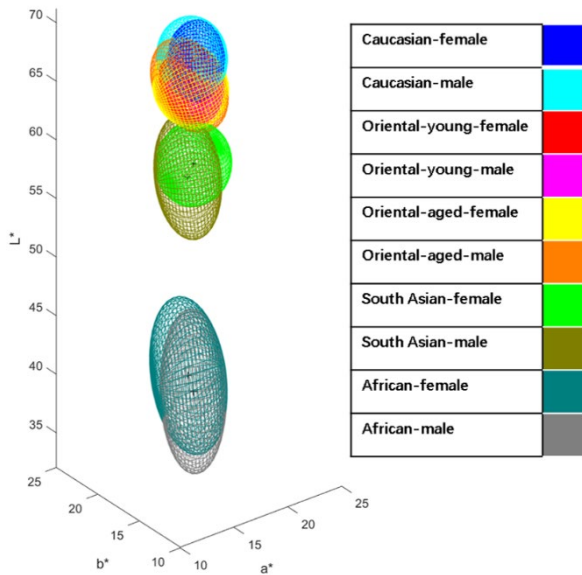 70
65
60
55
50
45
40
35
L*
25
20
15
10
b*
10
15
20
25
a*
Caucasian-female
Caucasian-male
Oriental-young-female
Oriental-young-male
Oriental-aged-female
Oriental-aged-male
South Asian-female
South Asian-male
African-female
African-male